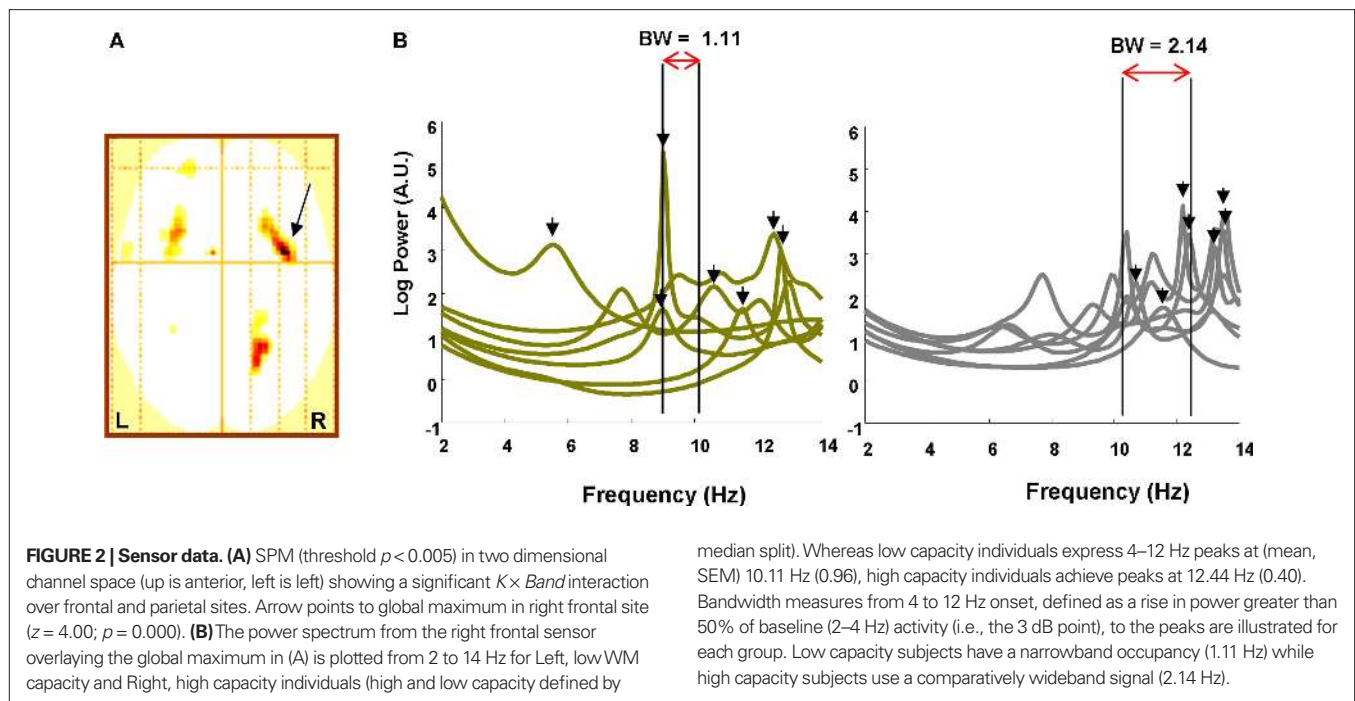 A
B
BW = 1.11
BW = 2.14
L
R
Log Power (A.U.)
6
5
4
3
2
1
0
-1
2
4
6
8
10
12
14
Frequency (Hz)
6
5
4
3
2
1
0
-1
2
4
6
8
10
12
14
Frequency (Hz)
FIGURE 2 | Sensor data. (A) SPM (threshold p < 0.005) in two dimensional
channel space (up is anterior, left is left) showing a significant K × Band interaction
over frontal and parietal sites. Arrow points to global maximum in right frontal site
(z = 4.00; p = 0.000). (B) The power spectrum from the right frontal sensor
overlaying the global maximum in (A) is plotted from 2 to 14 Hz for Left, low WM
capacity and Right, high capacity individuals (high and low capacity defined by
median split). Whereas low capacity individuals express 4–12 Hz peaks at (mean,
SEM) 10.11 Hz (0.96), high capacity individuals achieve peaks at 12.44 Hz (0.40).
Bandwidth measures from 4 to 12 Hz onset, defined as a rise in power greater than
50% of baseline (2–4 Hz) activity (i.e., the 3 dB point), to the peaks are illustrated for
each group. Low capacity subjects have a narrowband occupancy (1.11 Hz) while
high capacity subjects use a comparatively wideband signal (2.14 Hz).